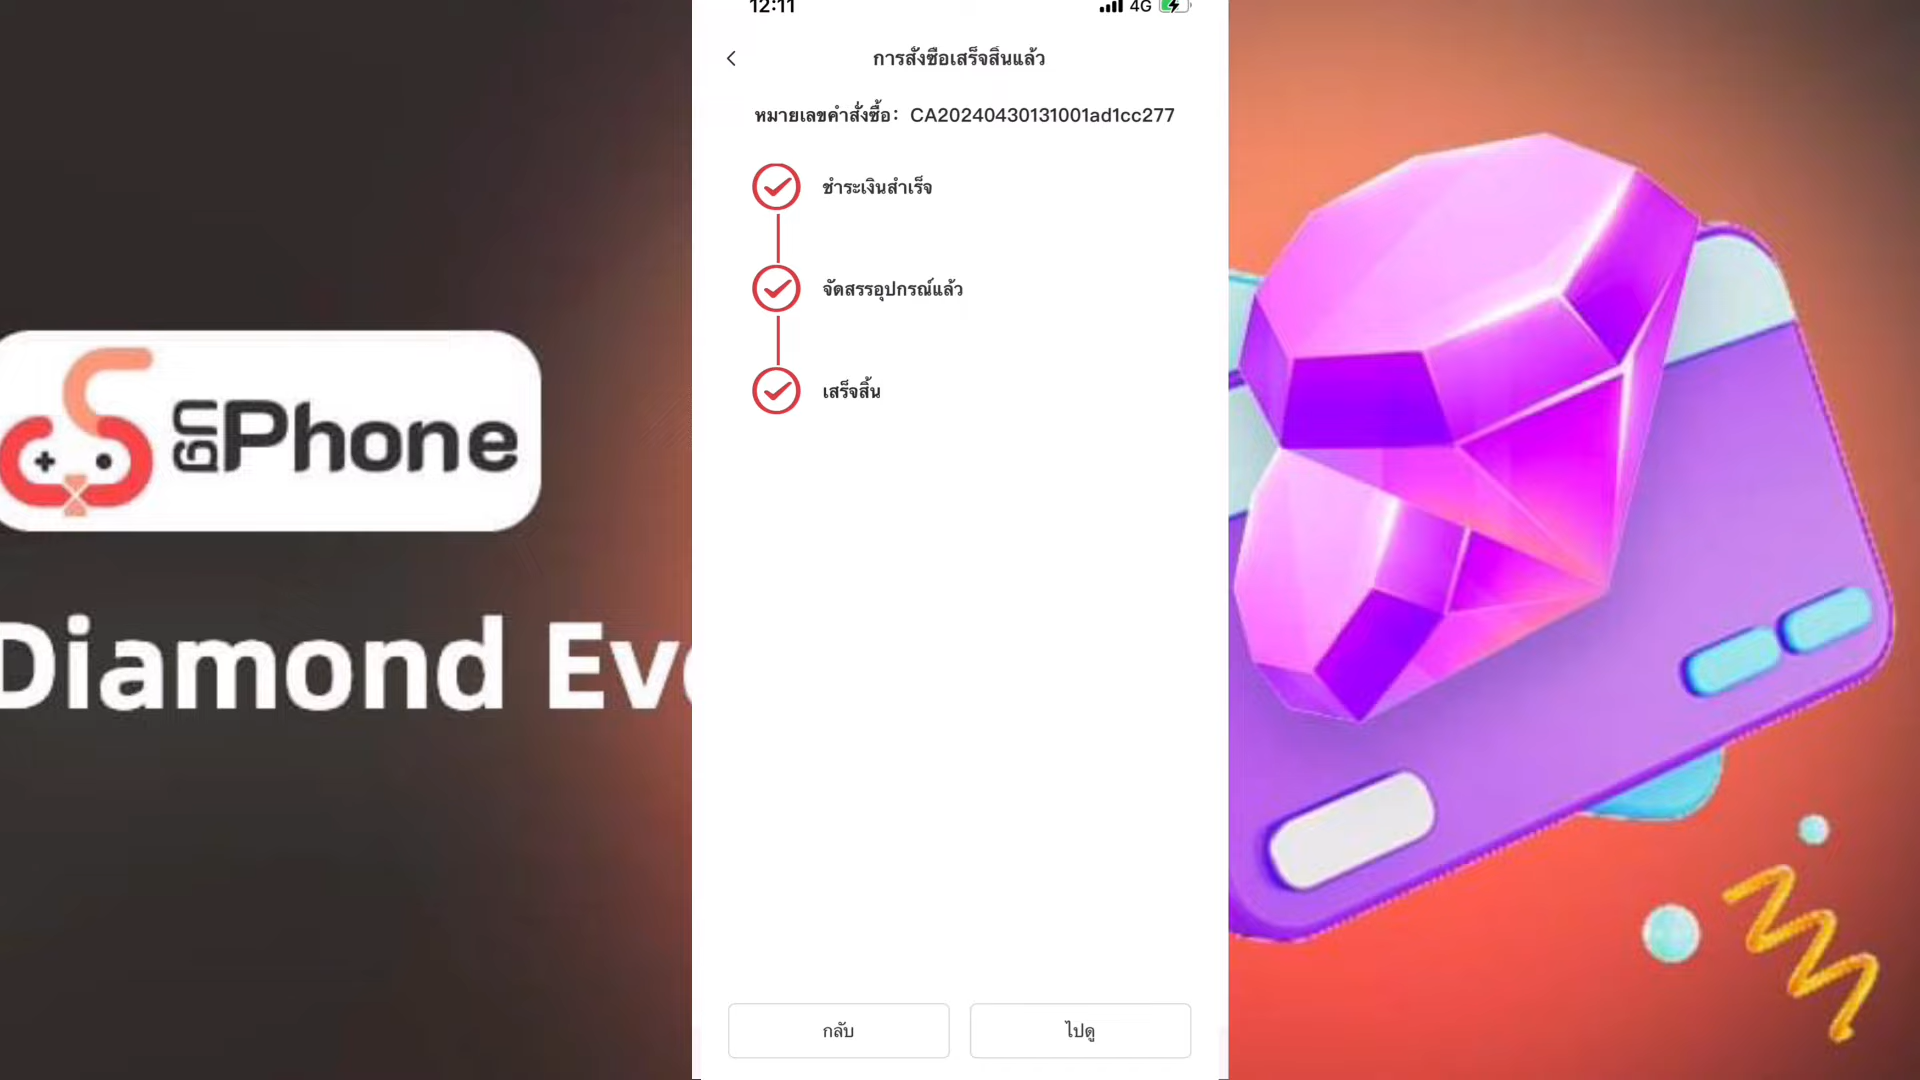 12:11
4G
การสั่งซื้อเสร็จสิ้นแล้ว
หมายเลขคำสั่งซื้อ: CA20240430131001ad1cc277
ชำระเงินสำเร็จ
จัดสรรอุปกรณ์แล้ว
เสร็จสิ้น
กลับ
ไปดู
Phone
Diamond Eve